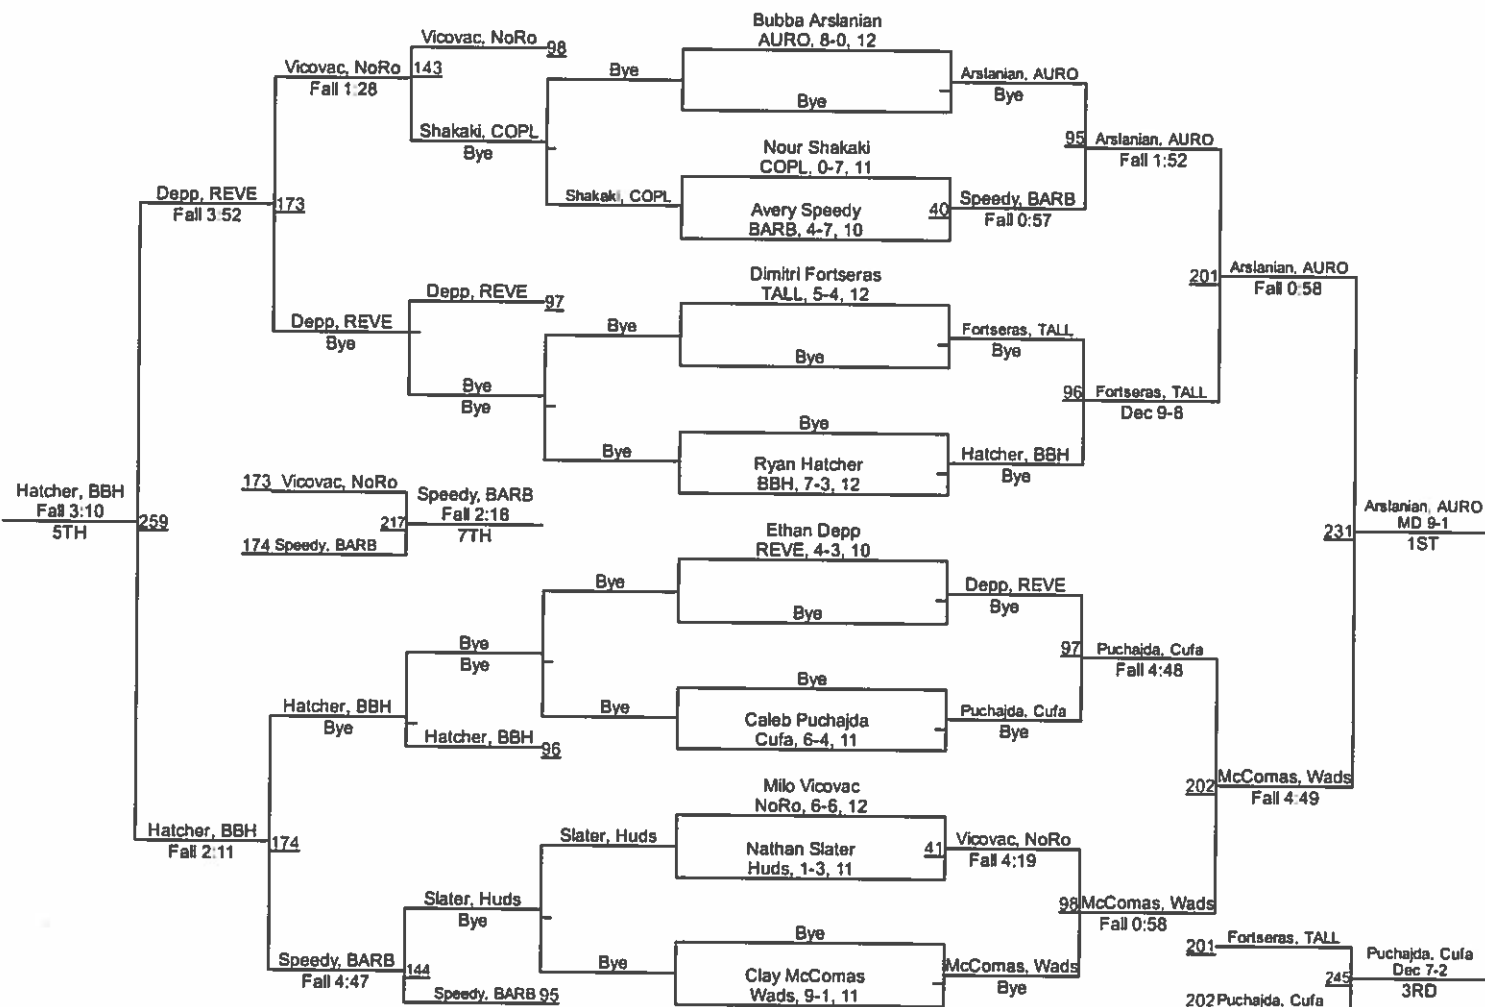 Bubba Arslanian
AURO, 8-0, 12
Vicovac, NoRo
98
Vicovac, NoRo
143
Fall 1:28
Bye
Bye
Arslanian, AURO
Bye
Shakaki, COPL
Bye
Nour Shakaki
COPL, 0-7, 11
95
Arslanian, AURO
Fall 1:52
Depp, REVE
Fall 3:52
173
Shakaki, COPL
Avery Speedy
BARB, 4-7, 10
40
Speedy, BARB
Fall 0:57
Dimitri Fortseras
TALL, 5-4, 12
201
Arslanian, AURO
Fall 0:58
Depp, REVE
97
Depp, REVE
Bye
Bye
Bye
Fortseras, TALL
Bye
Bye
Bye
96
Fortseras, TALL
Dec 9-8
Bye
Bye
Ryan Hatcher
BBH, 7-3, 12
Hatcher, BBH
Bye
Hatcher, BBH
Fall 3:10
5TH
259
173 Vicovac, NoRo
217
174 Speedy, BARB
Speedy, BARB
Fall 2:16
7TH
231
Arslanian, AURO
MD 9-1
1ST
Ethan Depp
REVE, 4-3, 10
Bye
Bye
Depp, REVE
Bye
Bye
Bye
97
Puchajda, Cufa
Fall 4:48
Hatcher, BBH
Bye
Hatcher, BBH
96
Bye
Bye
Caleb Puchajda
Cufa, 6-4, 11
Puchajda, Cufa
Bye
Milo Vicovac
NoRo, 6-6, 12
202
McComas, Wads
Fall 4:49
Hatcher, BBH
Fall 2:11
174
Slater, Huds
Nathan Slater
Huds, 1-3, 11
41
Vicovac, NoRo
Fall 4:19
Slater, Huds
Bye
98
McComas, Wads
Fall 0:58
Speedy, BARB
Fall 4:47
144
Speedy, BARB
95
Bye
Bye
Clay McComas
Wads, 9-1, 11
McComas, Wads
Bye
201
Fortseras, TALL
245
202 Puchajda, Cufa
Puchajda, Cufa
Dec 7-2
3RD